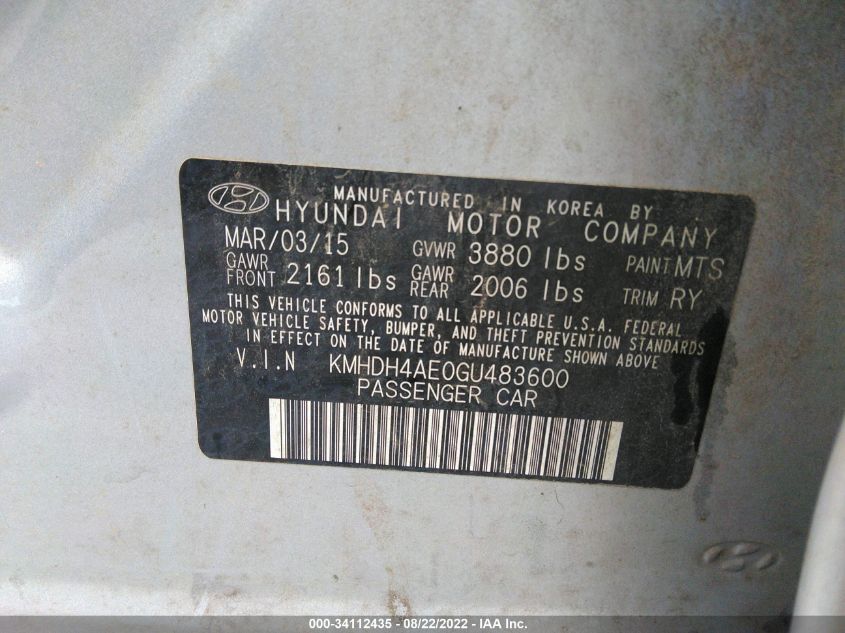 MANUFACTURED IN KOREA BY
HYUNDAI MOTOR COMPANY
MAR/03/15 GVWR 3880 lbs PAINT MTS
GAWR FRONT 2161 lbs GAWR REAR 2006 lbs TRIM RY
THIS VEHICLE CONFORMS TO ALL APPLICABLE U.S.A. FEDERAL
MOTOR VEHICLE SAFETY, BUMPER, AND THEFT PREVENTION STANDARDS
IN EFFECT ON THE DATE OF MANUFACTURE SHOWN ABOVE
V.I.N KMHDH4AE0GU483600
PASSENGER CAR
000-34112435 - 08/22/2022 - IAA Inc.